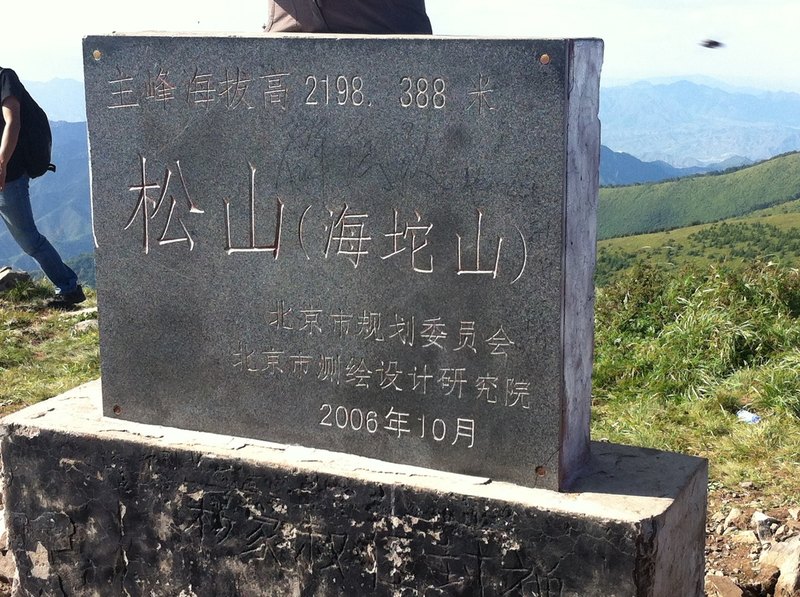 主峰海拔高 2198.388 米
松山(海坨山)
北京市规划委员会
北京市测绘设计研究院
2006年10月